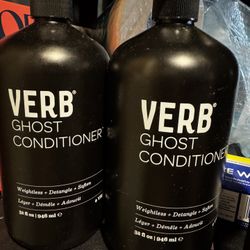 VERB®
GHOST
CONDITIONER™
Weightless + Detangle + Soften
Léger + Démêle + Adoucit
32 fl oz / 946 ml ℮
VERB®
GHOST
CONDITIONER
Weightless + Detangle + Soften
Léger + Démêle + Adoucit
32 fl oz / 946 ml ℮